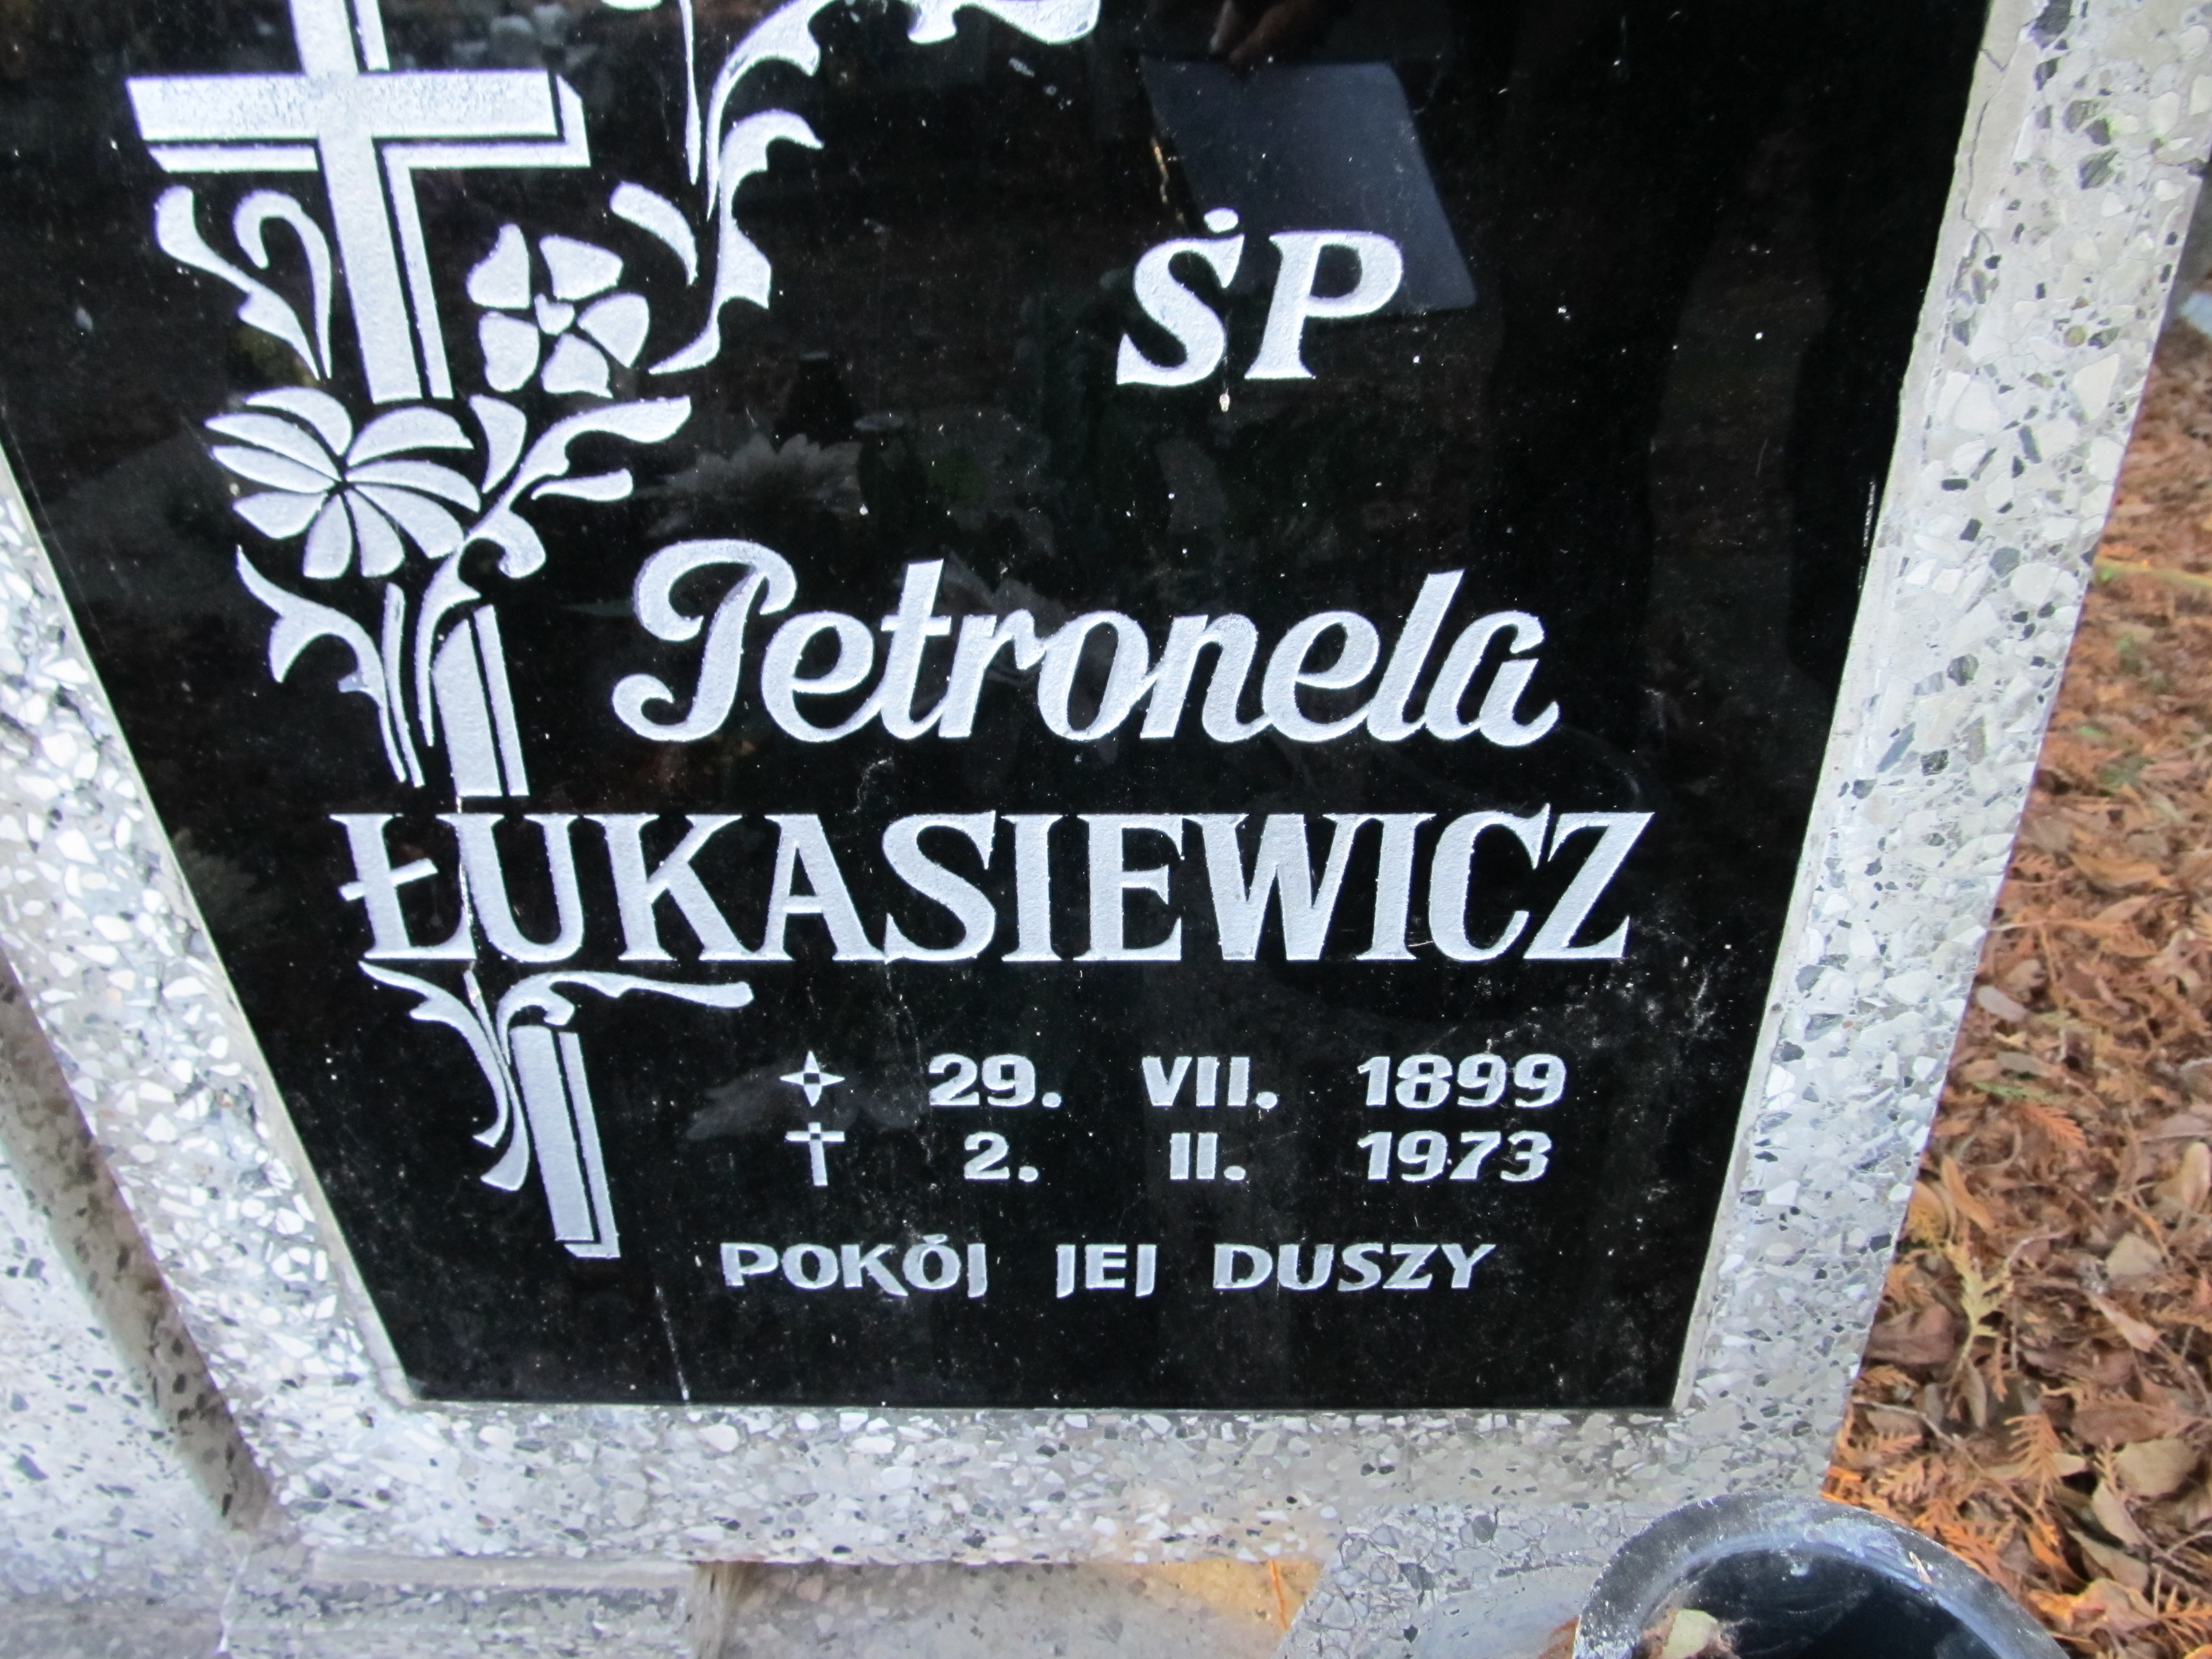 ŚP
Petronela
ŁUKASIEWICZ
✧ 29. VII. 1899
† 2. II. 1973
POKÓJ JEJ DUSZY